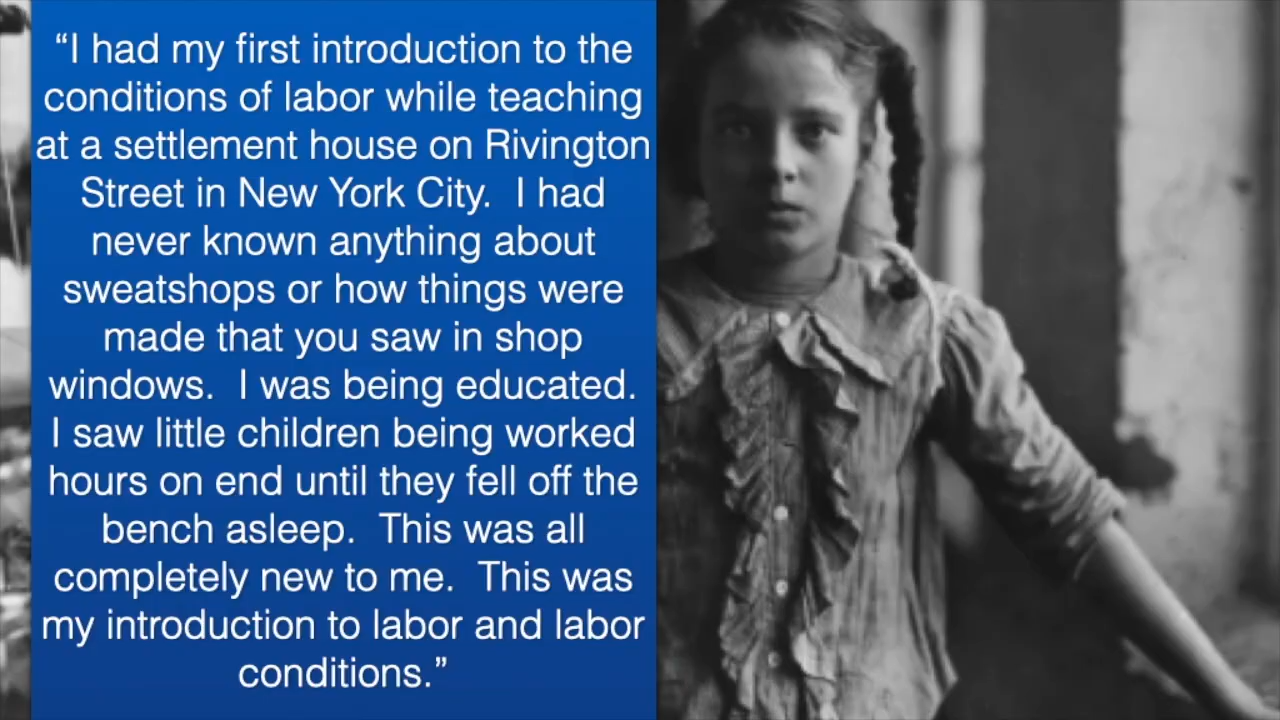 “I had my first introduction to the
conditions of labor while teaching
at a settlement house on Rivington
Street in New York City.  I had
never known anything about
sweatshops or how things were
made that you saw in shop
windows.  I was being educated.
I saw little children being worked
hours on end until they fell off the
bench asleep.  This was all
completely new to me.  This was
my introduction to labor and labor
conditions.”